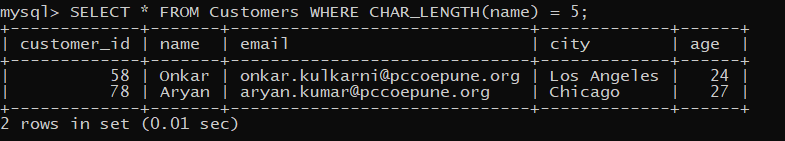 mysql> SELECT * FROM Customers WHERE CHAR_LENGTH(name) = 5;
+-------------+-------+----------------------------+-------------+------+
| customer_id | name  | email                      | city        | age  |
+-------------+-------+----------------------------+-------------+------+
|          58 | Onkar | onkar.kulkarni@pccoepune.org | Los Angeles |   24 |
|          78 | Aryan | aryan.kumar@pccoepune.org    | Chicago     |   27 |
+-------------+-------+----------------------------+-------------+------+
2 rows in set (0.01 sec)